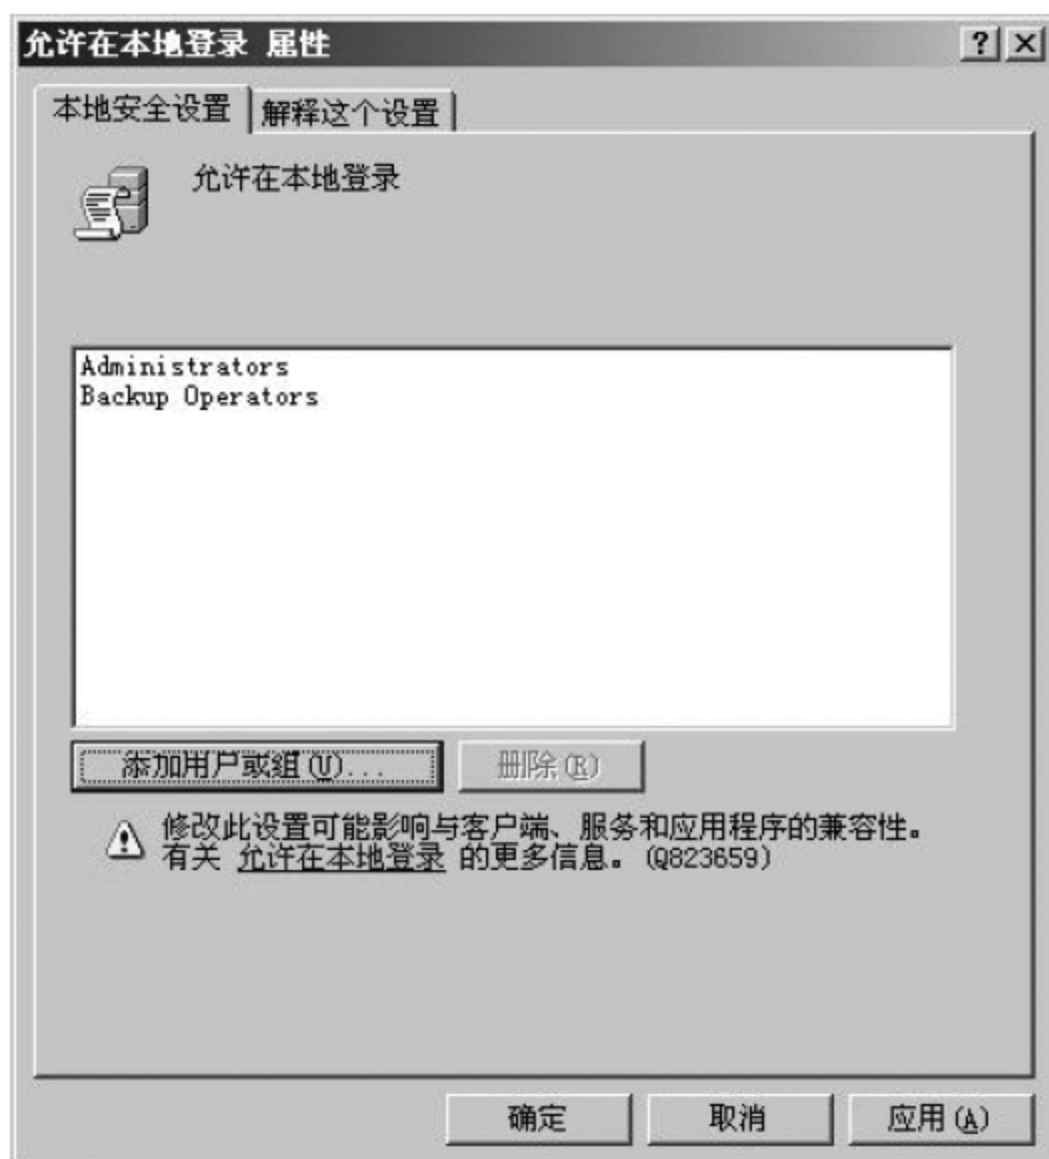 允许在本地登录 属性
本地安全设置 解释这个设置
允许在本地登录
Administrators
Backup Operators
添加用户或组(U)... 删除(R)
修改此设置可能影响与客户端、服务和应用程序的兼容性。
有关 允许在本地登录 的更多信息。(Q823659)
确定 取消 应用(A)